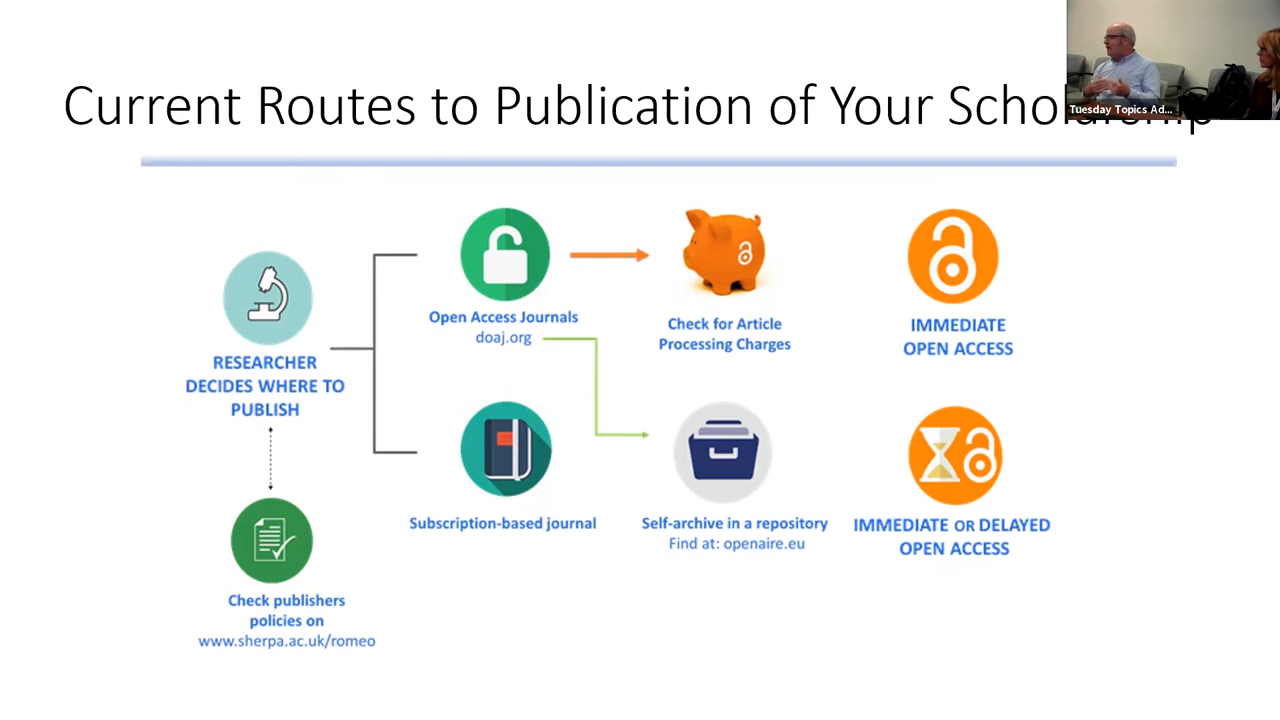 Current Routes to Publication of Your Scholarship
Tuesday Topics Ad...
RESEARCHER
DECIDES WHERE TO
PUBLISH
Check publishers
policies on
www.sherpa.ac.uk/romeo
Open Access Journals
doaj.org
Subscription-based journal
Check for Article
Processing Charges
Self-archive in a repository
Find at: openaire.eu
IMMEDIATE
OPEN ACCESS
IMMEDIATE OR DELAYED
OPEN ACCESS